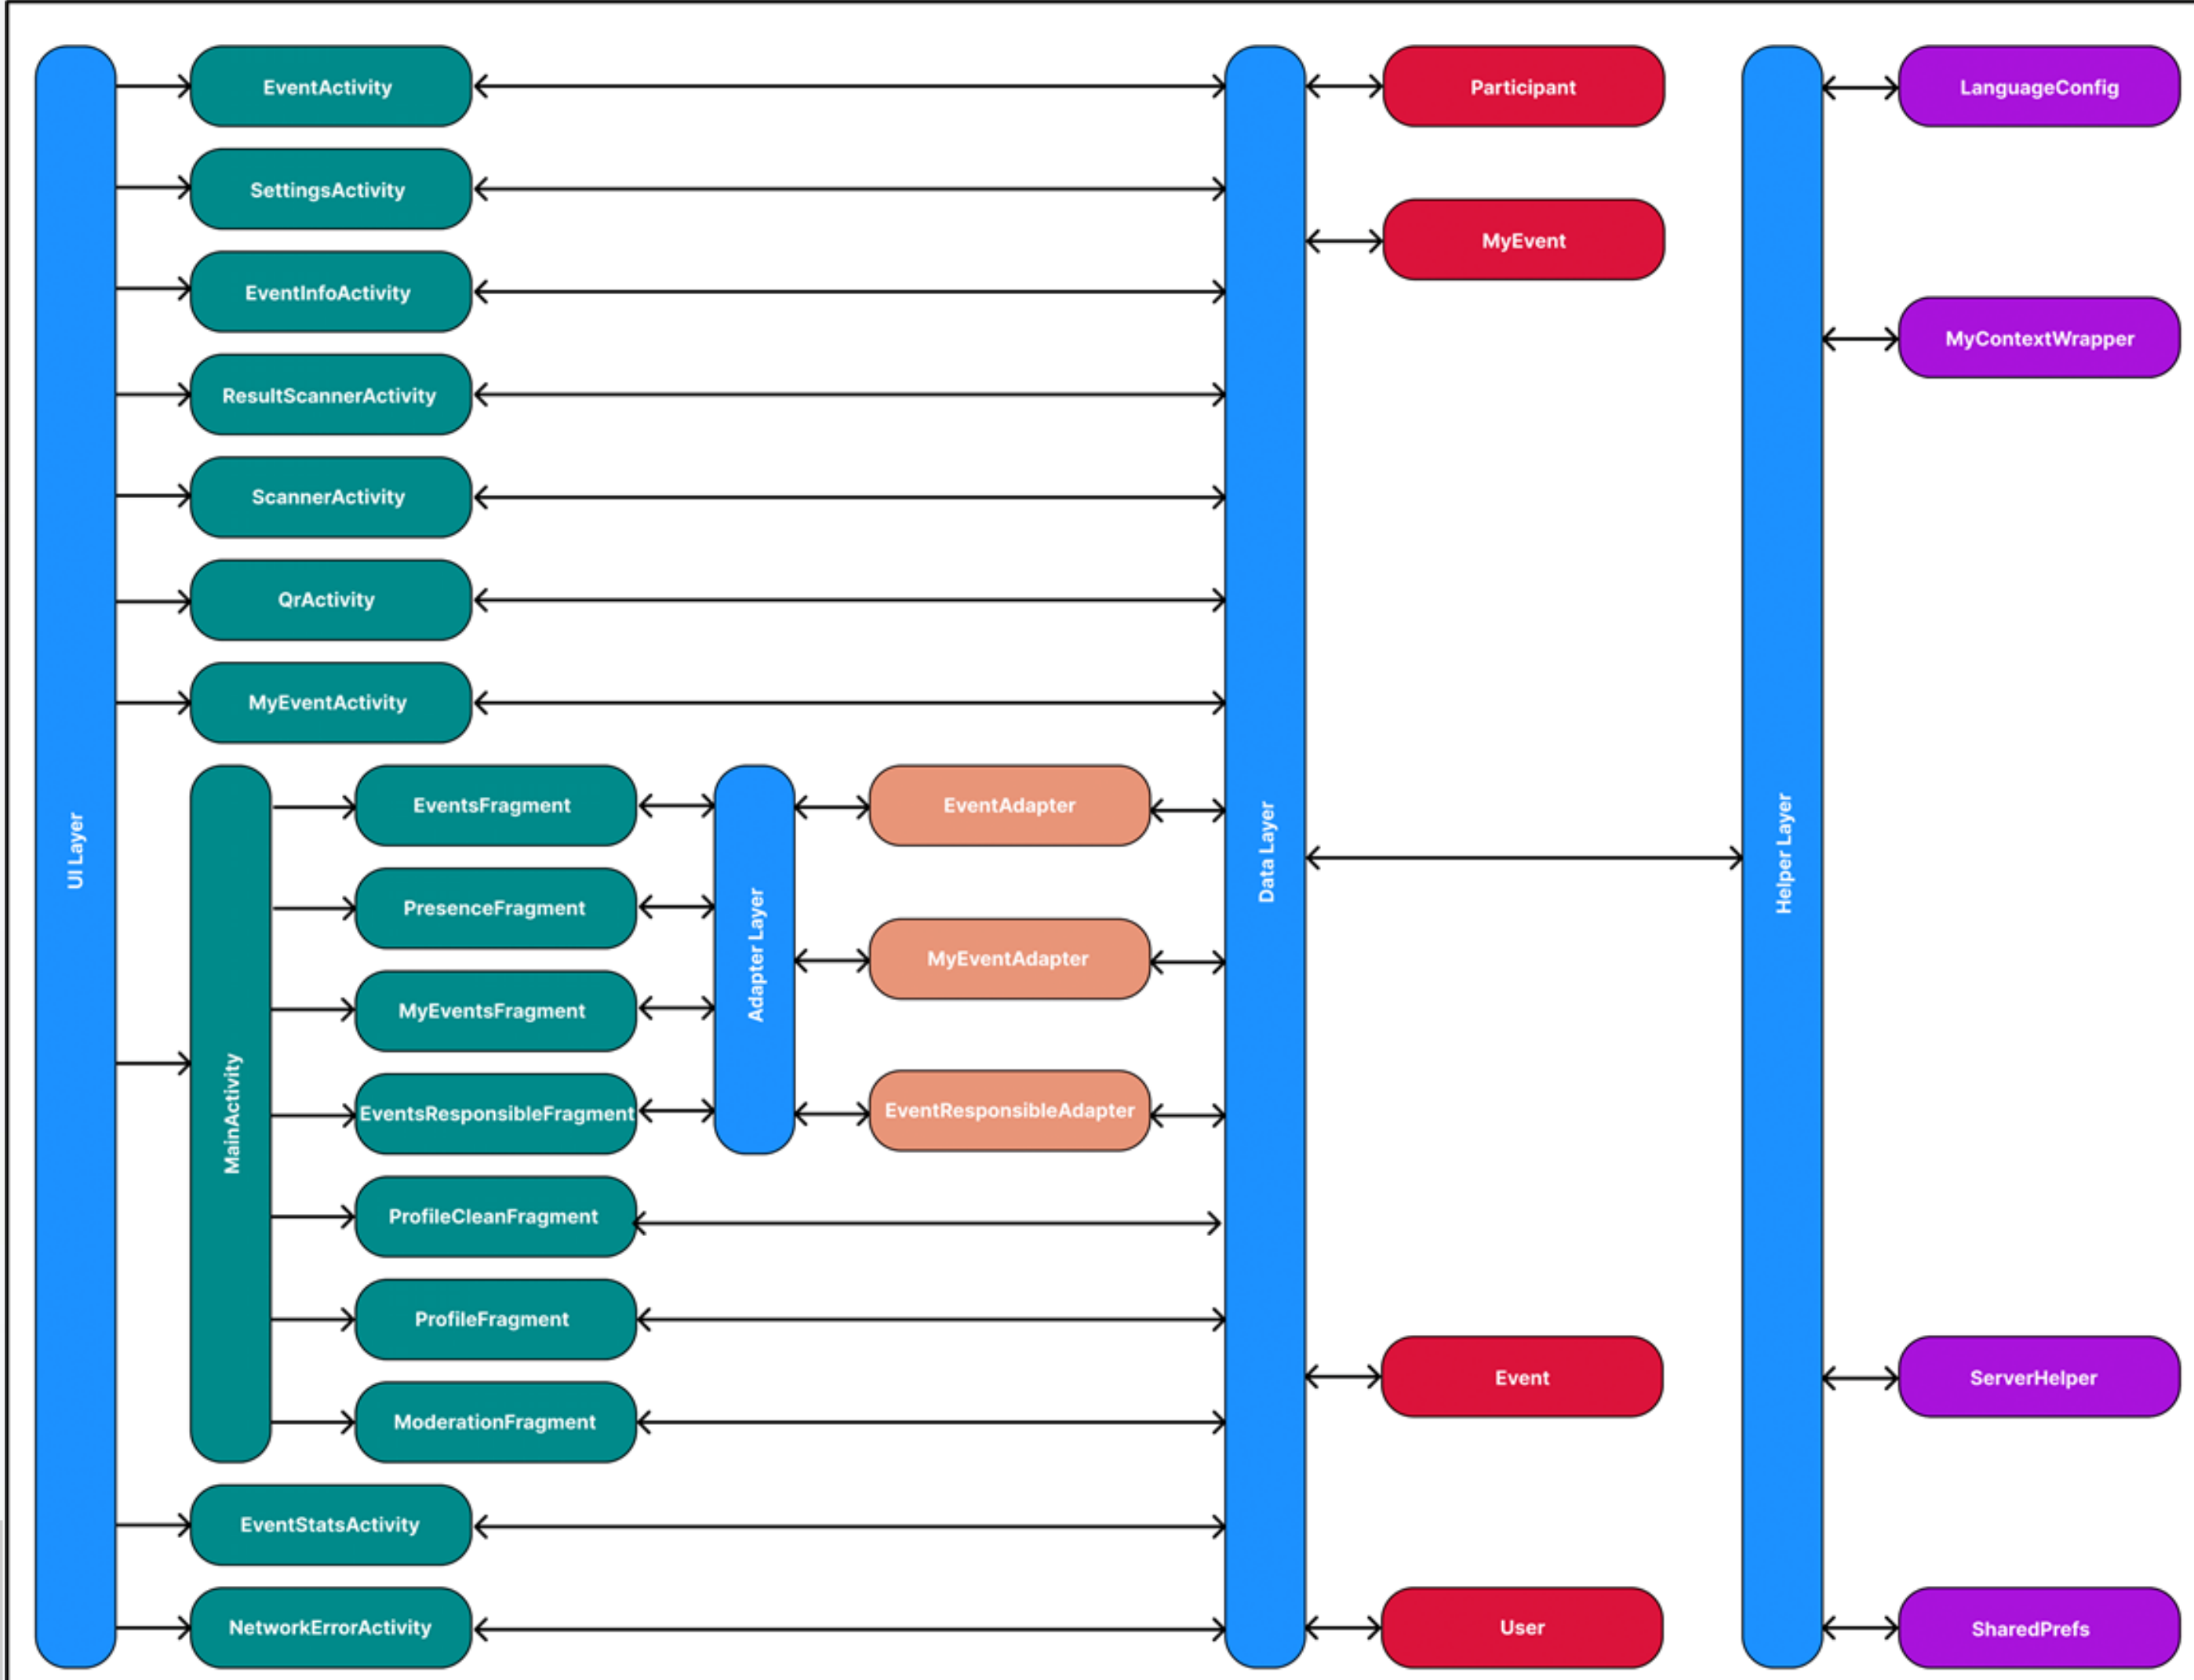 EventActivity
Participant
LanguageConfig
SettingsActivity
MyEvent
EventInfoActivity
MyContextWrapper
ResultScannerActivity
ScannerActivity
QrActivity
MyEventActivity
UI Layer
EventsFragment
EventAdapter
Data Layer
Helper Layer
PresenceFragment
Adapter Layer
MyEventAdapter
MyEventsFragment
MainActivity
EventsResponsibleFragment
EventResponsibleAdapter
ProfileCleanFragment
ProfileFragment
Event
ServerHelper
ModerationFragment
EventStatsActivity
NetworkErrorActivity
User
SharedPrefs